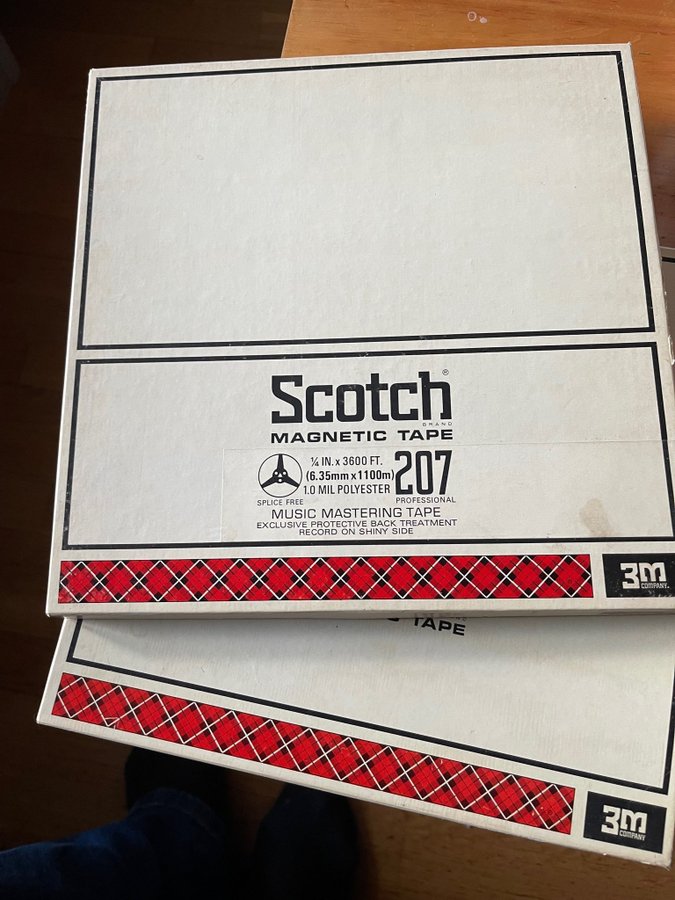 Scotch®
BRAND
MAGNETIC TAPE
¼ IN. x 3600 FT.
(6.35mm x 1100m)
1.0 MIL POLYESTER
207
SPLICE FREE
PROFESSIONAL
MUSIC MASTERING TAPE
EXCLUSIVE PROTECTIVE BACK TREATMENT
RECORD ON SHINY SIDE
3M
COMPANY
TAPE
3M
COMPANY